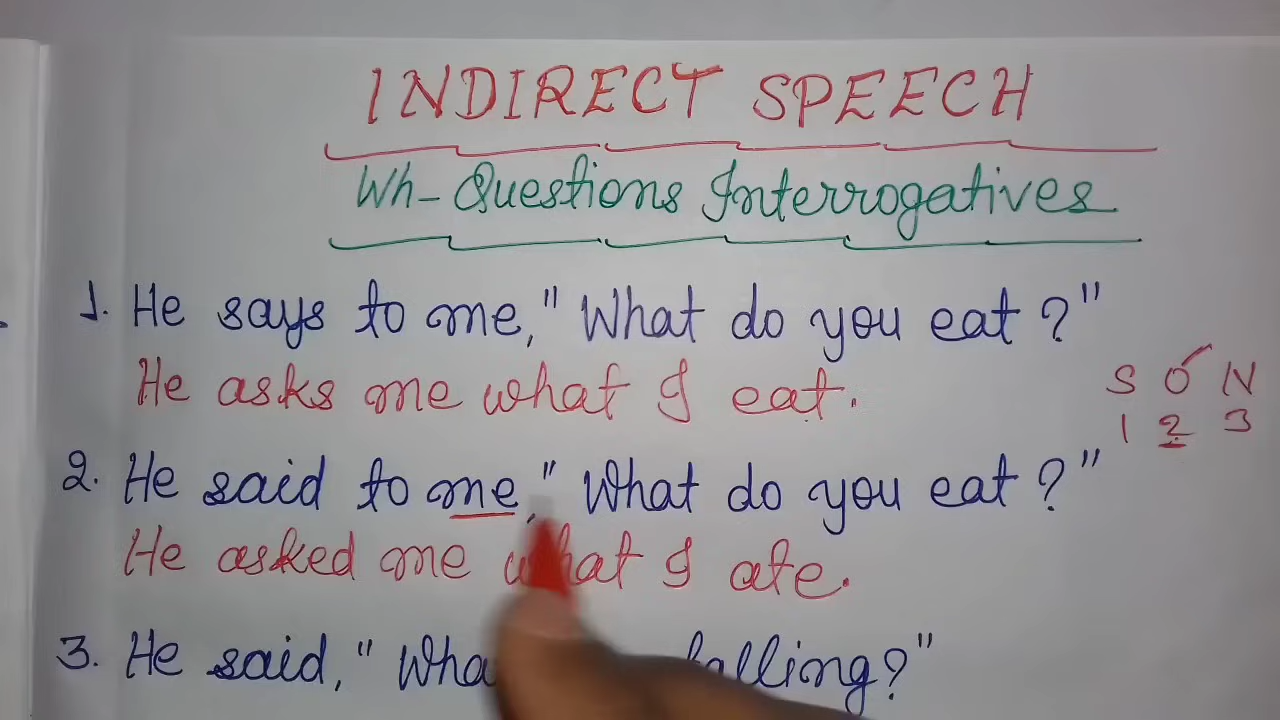 INDIRECT SPEECH
Wh-Questions Interrogatives
1. He says to me, "What do you eat?"
He asks me what I eat.
S O N
1 2 3
2. He said to me, "What do you eat?"
He asked me what I ate.
3. He said, " falling?"